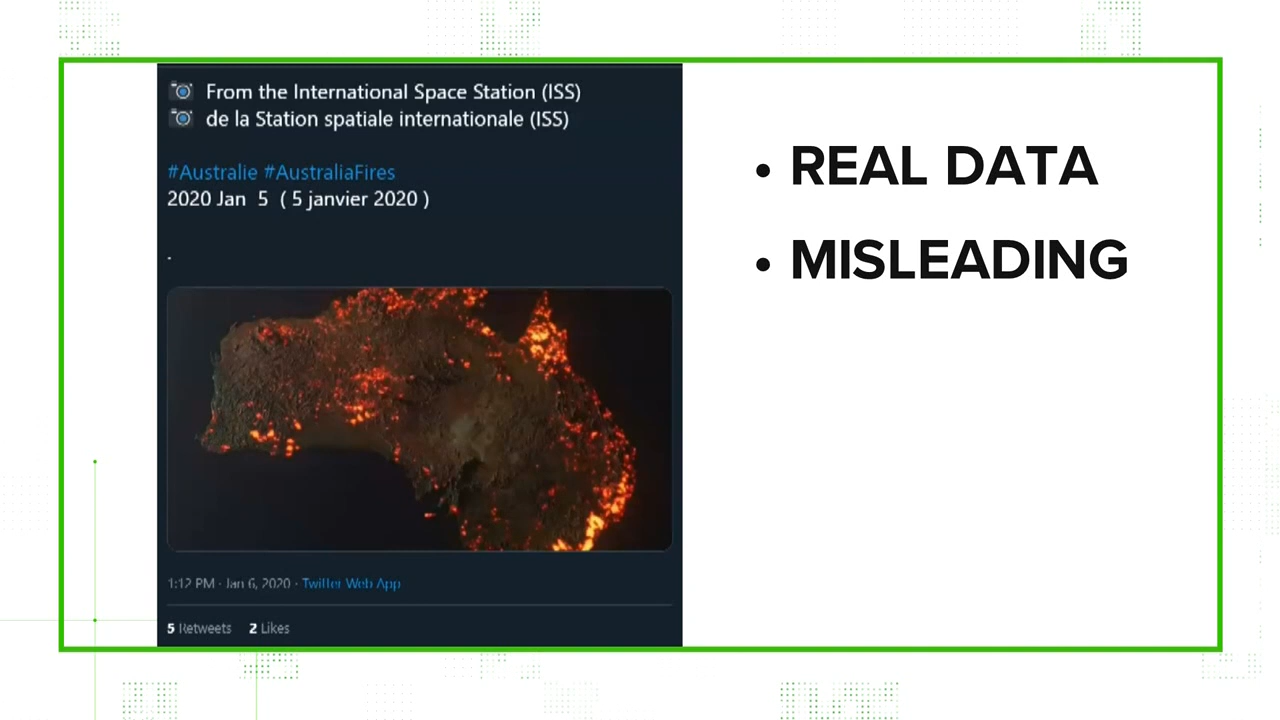 From the International Space Station (ISS)
de la Station spatiale internationale (ISS)
#Australie #AustraliaFires
2020 Jan 5 ( 5 janvier 2020 )
.
1:12 PM · Jan 6, 2020 · Twitter Web App
5 Retweets 2 Likes
• REAL DATA
• MISLEADING